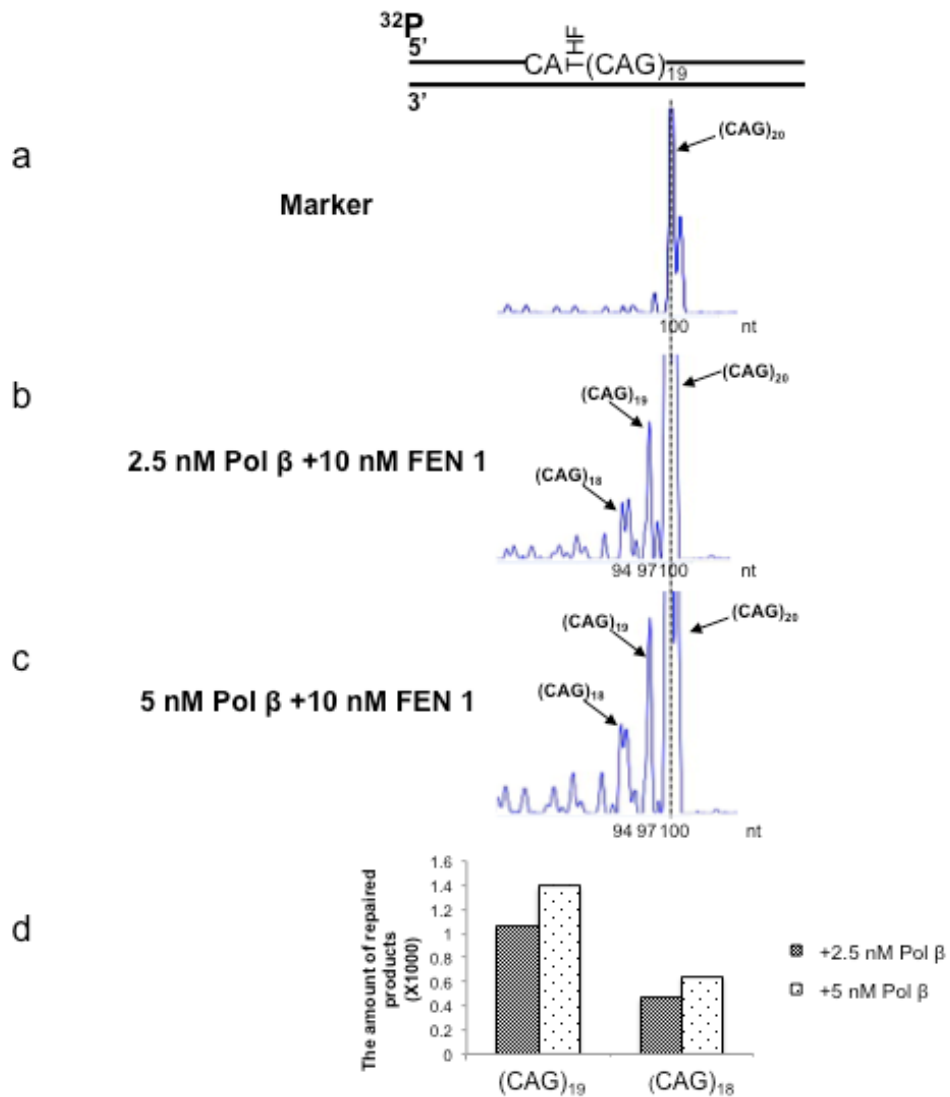 ³²P
5’
THF
CA (CAG)₁₉
3’
a
(CAG)₂₀
Marker
100 nt
b
(CAG)₂₀
(CAG)₁₉
2.5 nM Pol β +10 nM FEN 1
(CAG)₁₈
94 97 100 nt
c
(CAG)₂₀
(CAG)₁₉
5 nM Pol β +10 nM FEN 1
(CAG)₁₈
94 97 100 nt
d
The amount of repaired
products
(X1000)
1.6
1.4
1.2
1
0.8
0.6
0.4
0.2
0
+2.5 nM Pol β
+5 nM Pol β
(CAG)₁₉ (CAG)₁₈